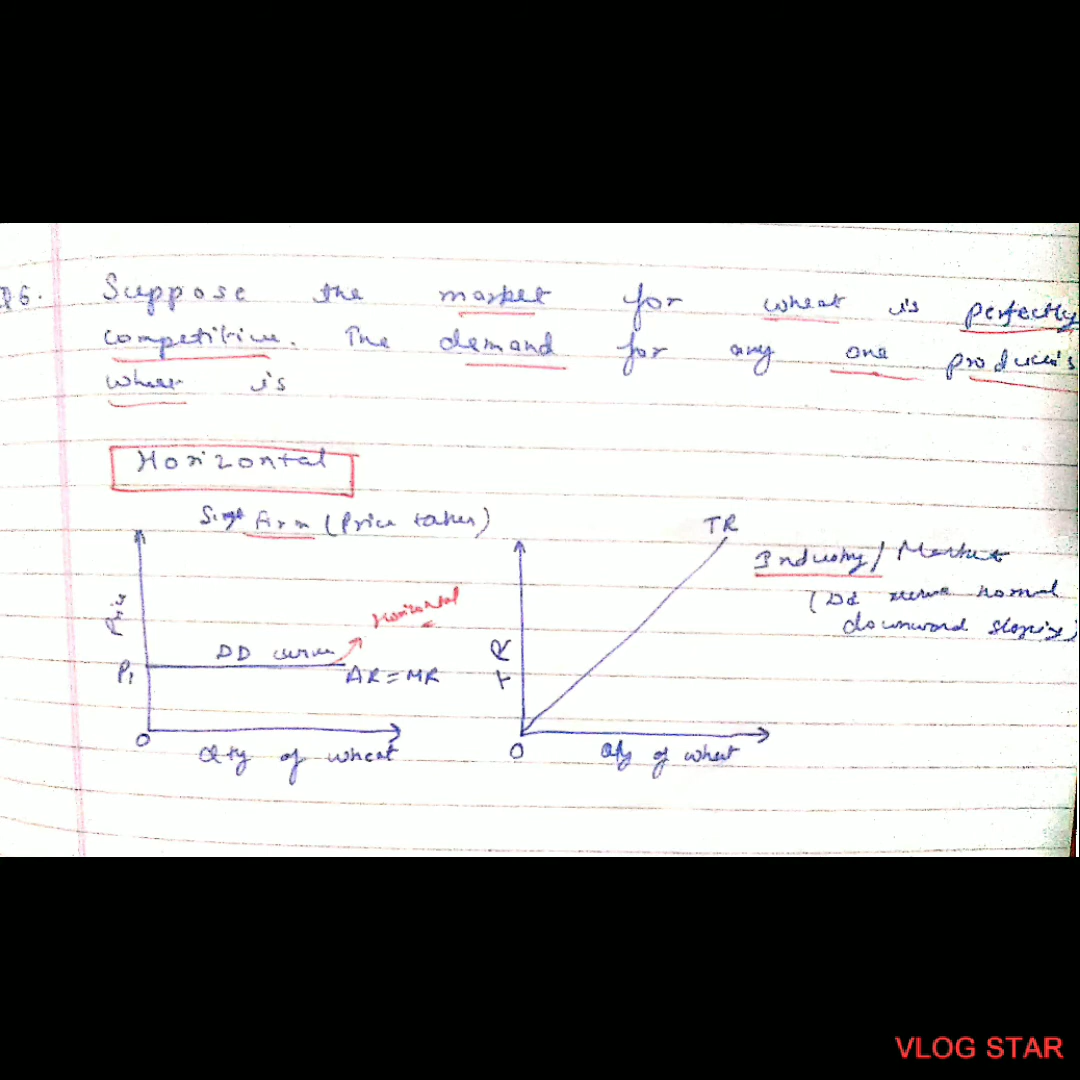 Q6. Suppose the market for wheat is perfectly
competitive. The demand for any one producer's
wheat is
Horizontal
Single Firm (Price taker)
TR
Industry / Market
(Dd curve normal
downward sloping)
Horizontal
Price
DD curve
P1
AR = MR
TR
O
Qty of wheat
O
Qty of wheat
VLOG STAR